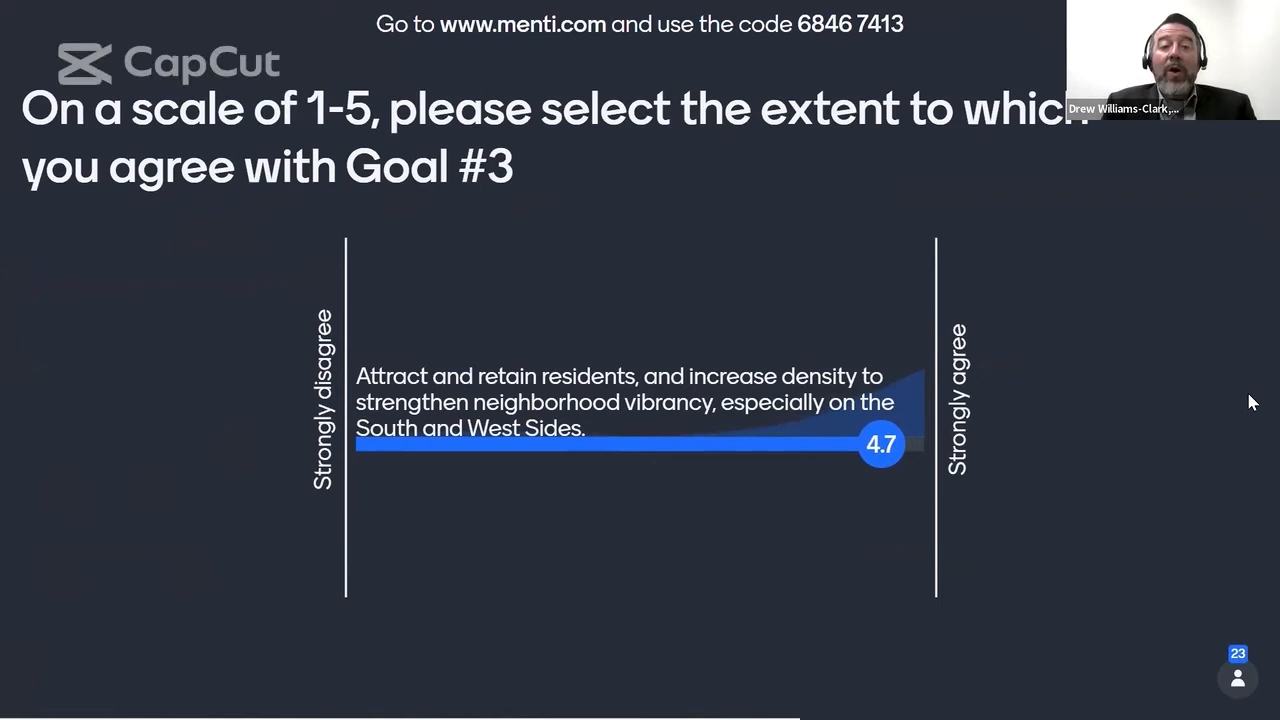 Go to www.menti.com and use the code 6846 7413
CapCut
On a scale of 1-5, please select the extent to which
you agree with Goal #3
Drew Williams-Clark,...
Strongly disagree
Attract and retain residents, and increase density to
strengthen neighborhood vibrancy, especially on the
South and West Sides.
4.7
Strongly agree
23